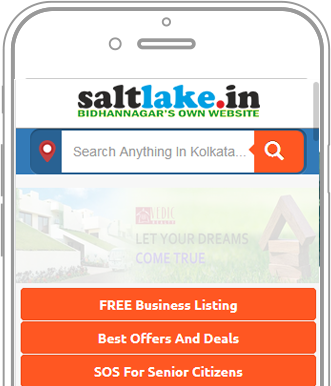 saltlake.in
BIDHANNAGAR'S OWN WEBSITE
Search Anything In Kolkata...
VEDIC
LET YOUR DREAMS
COME TRUE
FREE Business Listing
Best Offers And Deals
SOS For Senior Citizens